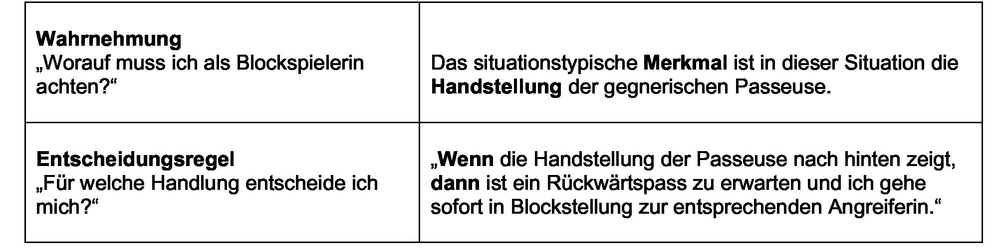 Wahrnehmung
„Worauf muss ich als Blockspielerin
achten?“
Das situationstypische Merkmal ist in dieser Situation die
Handstellung der gegnerischen Passeuse.
Entscheidungsregel
„Für welche Handlung entscheide ich
mich?“
„Wenn die Handstellung der Passeuse nach hinten zeigt,
dann ist ein Rückwärtspass zu erwarten und ich gehe
sofort in Blockstellung zur entsprechenden Angreiferin.“